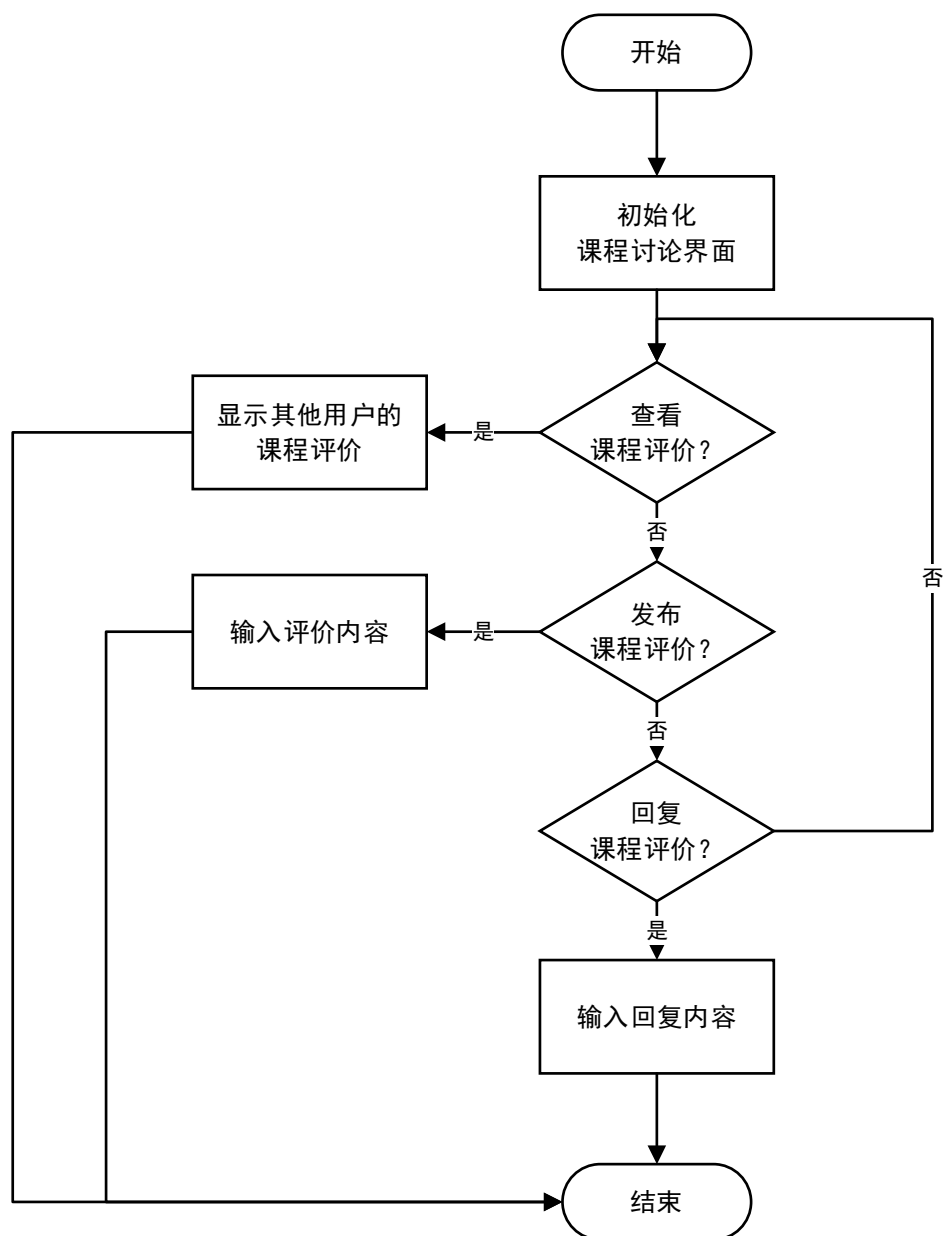 开始
初始化
课程讨论界面
查看
课程评价？
是
显示其他用户的
课程评价
否
发布
课程评价？
是
输入评价内容
否
否
回复
课程评价？
是
输入回复内容
结束